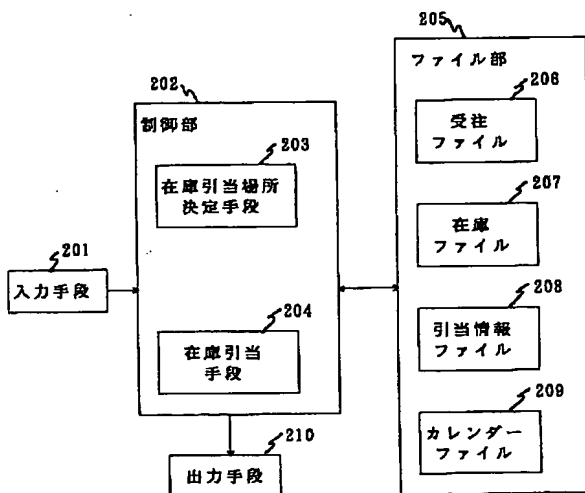 205
ファイル部
202
制御部
206
受注
ファイル
203
在庫引当場所
決定手段
207
在庫
ファイル
201
入力手段
208
引当情報
ファイル
204
在庫引当
手段
209
カレンダー
ファイル
210
出力手段